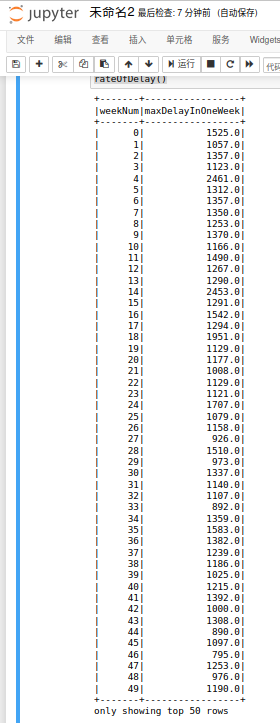 jupyter 未命名2 最后检查: 7 分钟前 (自动保存)
文件 编辑 查看 插入 单元格 服务 Widgets
运行 代码
rateOfDelay()
+-------+-----------------+
|weekNum|maxDelayInOneWeek|
+-------+-----------------+
|      0|           1525.0|
|      1|           1057.0|
|      2|           1357.0|
|      3|           1123.0|
|      4|           2461.0|
|      5|           1312.0|
|      6|           1357.0|
|      7|           1350.0|
|      8|           1253.0|
|      9|           1370.0|
|     10|           1166.0|
|     11|           1490.0|
|     12|           1267.0|
|     13|           1290.0|
|     14|           2453.0|
|     15|           1291.0|
|     16|           1542.0|
|     17|           1294.0|
|     18|           1951.0|
|     19|           1129.0|
|     20|           1177.0|
|     21|           1008.0|
|     22|           1129.0|
|     23|           1121.0|
|     24|           1707.0|
|     25|           1079.0|
|     26|           1158.0|
|     27|            926.0|
|     28|           1510.0|
|     29|            973.0|
|     30|           1337.0|
|     31|           1140.0|
|     32|           1107.0|
|     33|            892.0|
|     34|           1359.0|
|     35|           1583.0|
|     36|           1382.0|
|     37|           1239.0|
|     38|           1186.0|
|     39|           1025.0|
|     40|           1215.0|
|     41|           1392.0|
|     42|           1000.0|
|     43|           1308.0|
|     44|            890.0|
|     45|           1097.0|
|     46|            795.0|
|     47|           1253.0|
|     48|            976.0|
|     49|           1190.0|
+-------+-----------------+
only showing top 50 rows